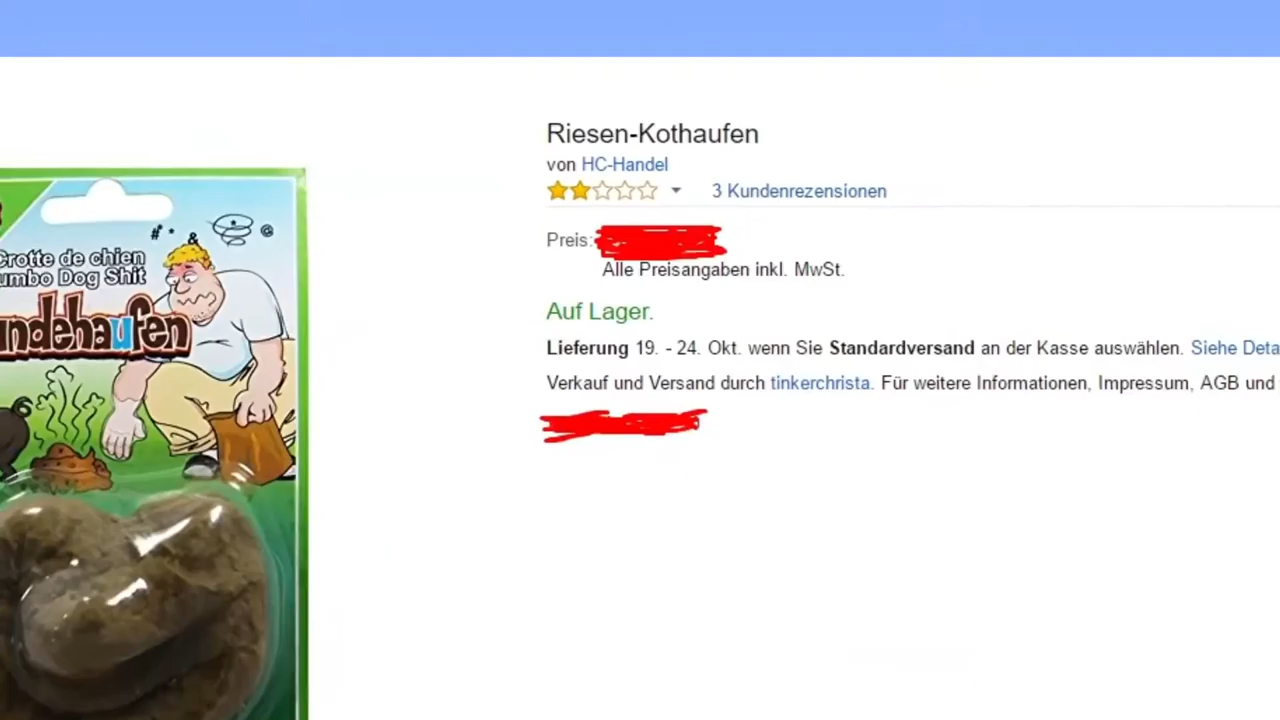 Riesen-Kothaufen
von HC-Handel
3 Kundenrezensionen
Preis:
Alle Preisangaben inkl. MwSt.
Auf Lager.
Lieferung 19. - 24. Okt. wenn Sie Standardversand an der Kasse auswählen. Siehe Deta
Verkauf und Versand durch tinkerchrista. Für weitere Informationen, Impressum, AGB und
Crotte de chien
umbo Dog Shit
ndehaufen